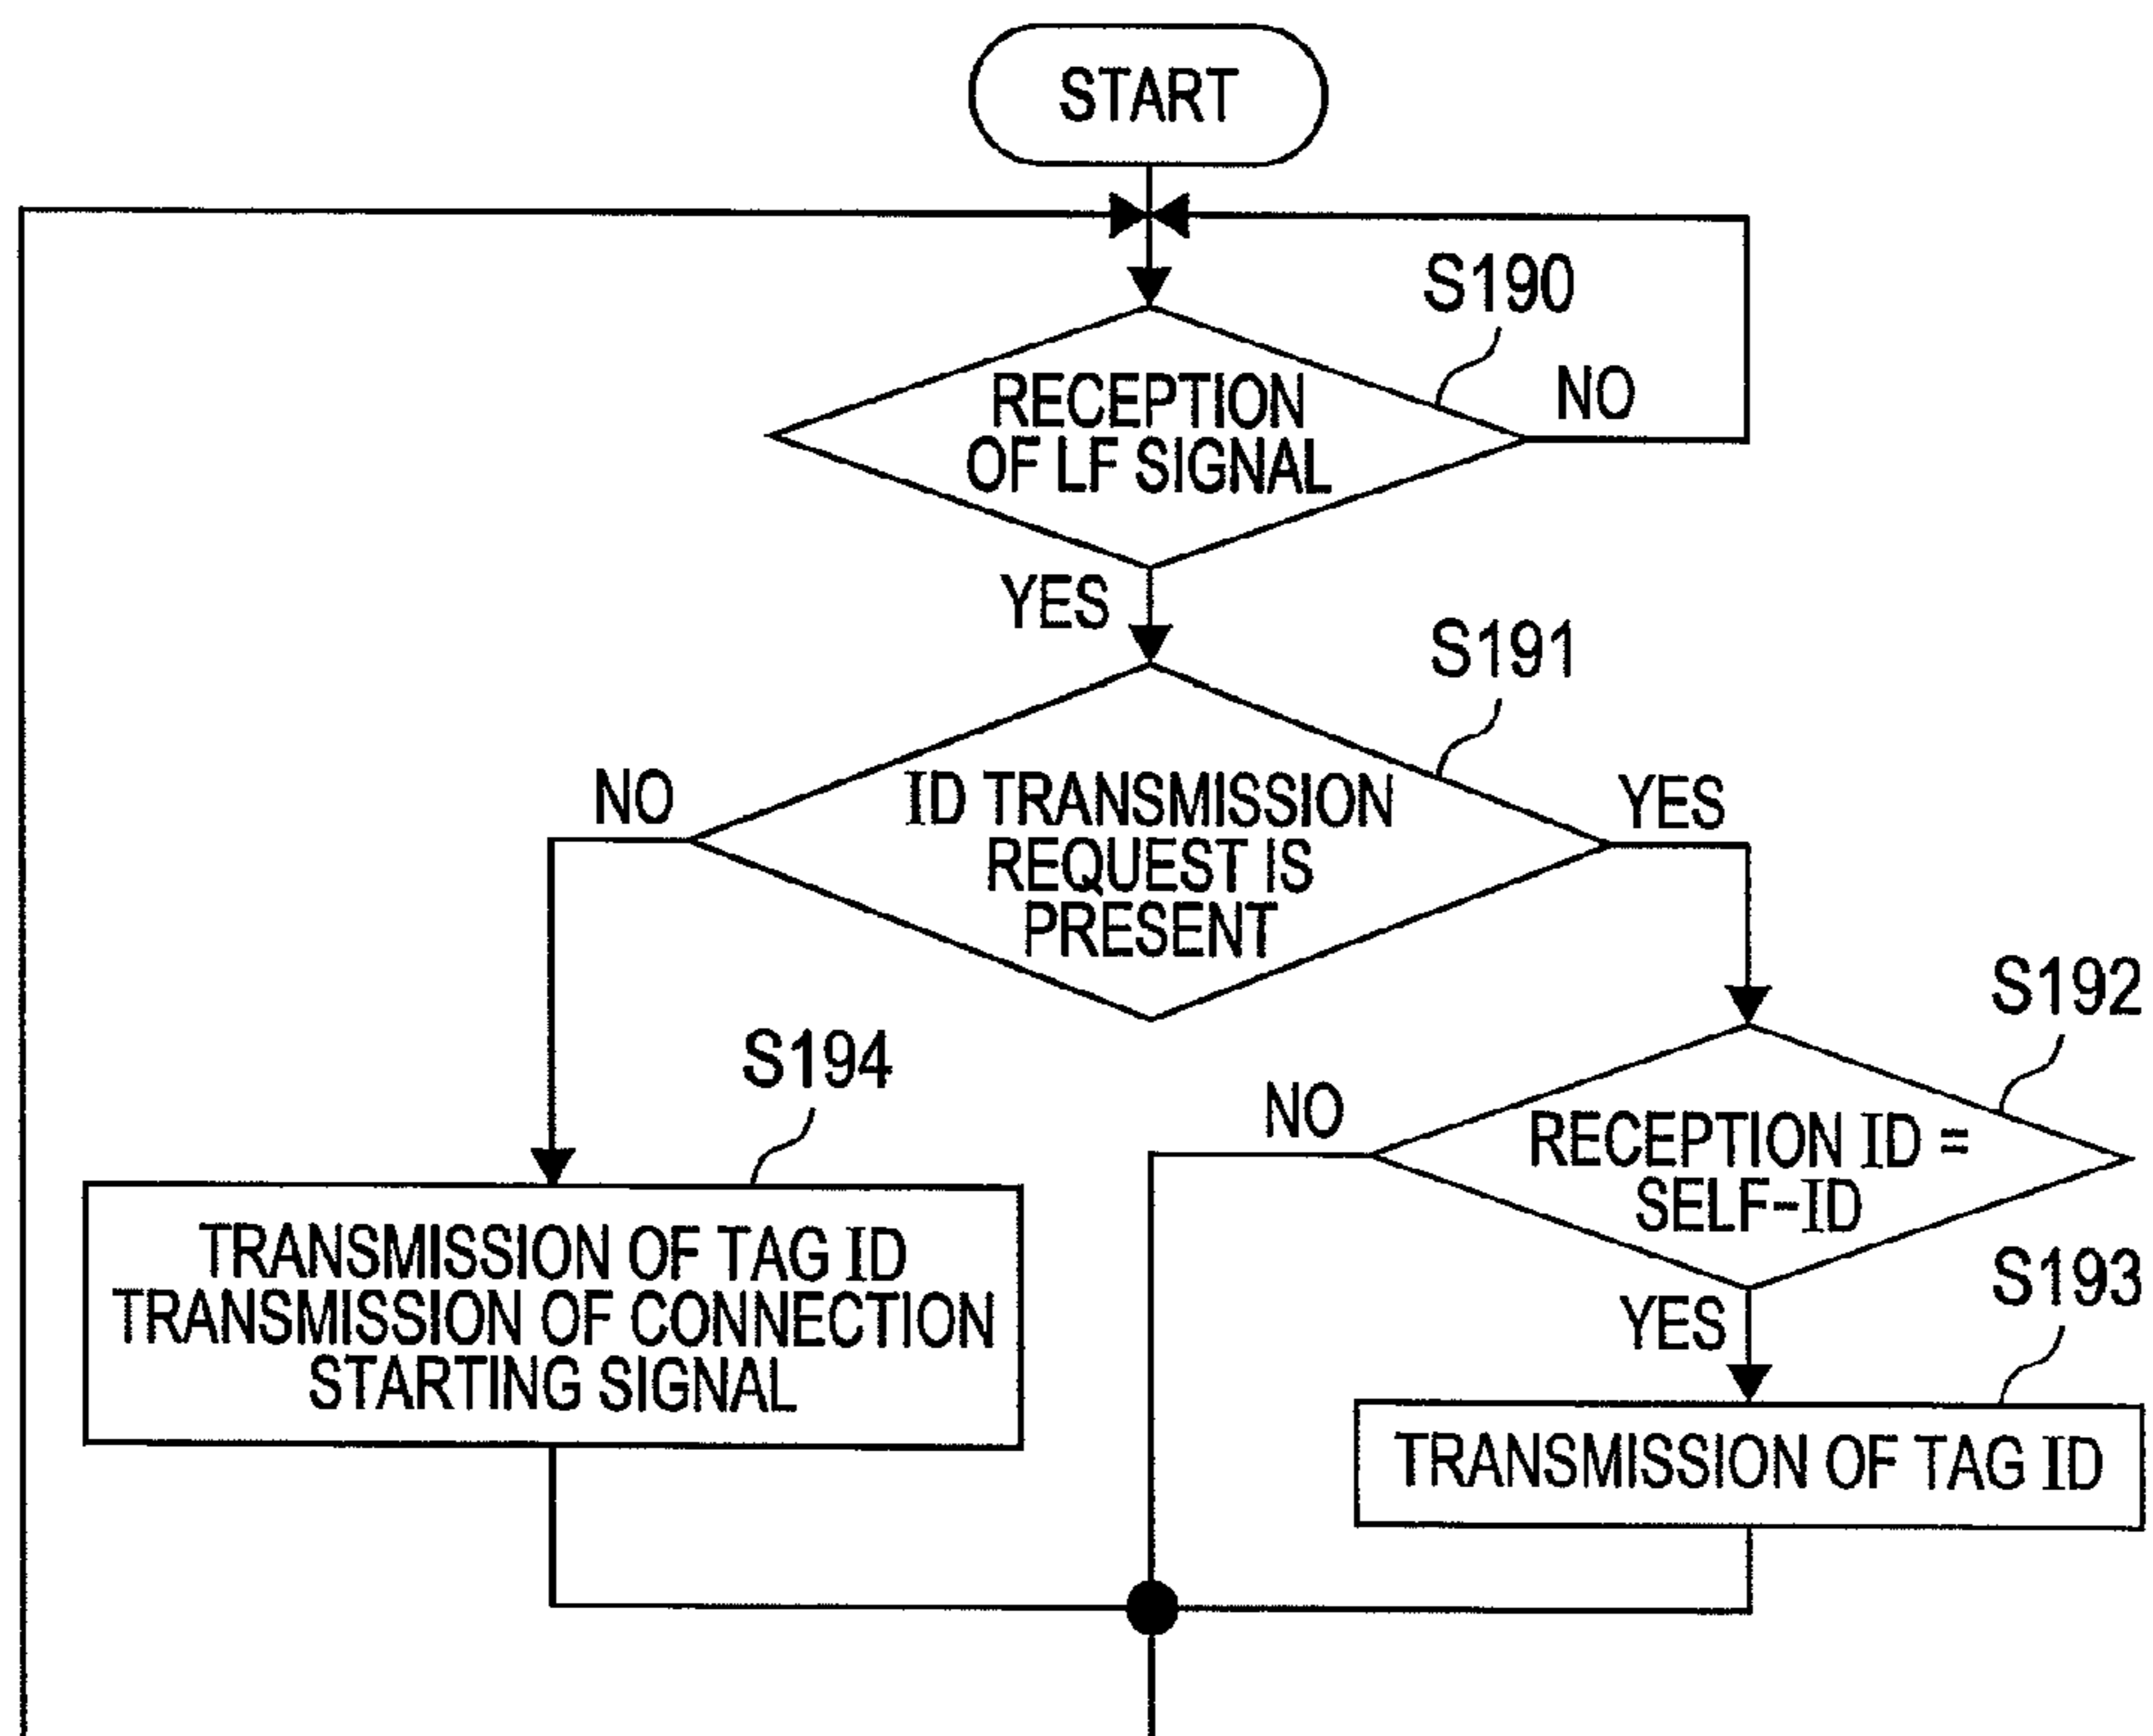 START
S190
RECEPTION
OF LF SIGNAL
NO
YES
S191
ID TRANSMISSION
REQUEST IS
PRESENT
NO
YES
S192
RECEPTION ID =
SELF-ID
NO
YES
S194
TRANSMISSION OF TAG ID
TRANSMISSION OF CONNECTION
STARTING SIGNAL
S193
TRANSMISSION OF TAG ID